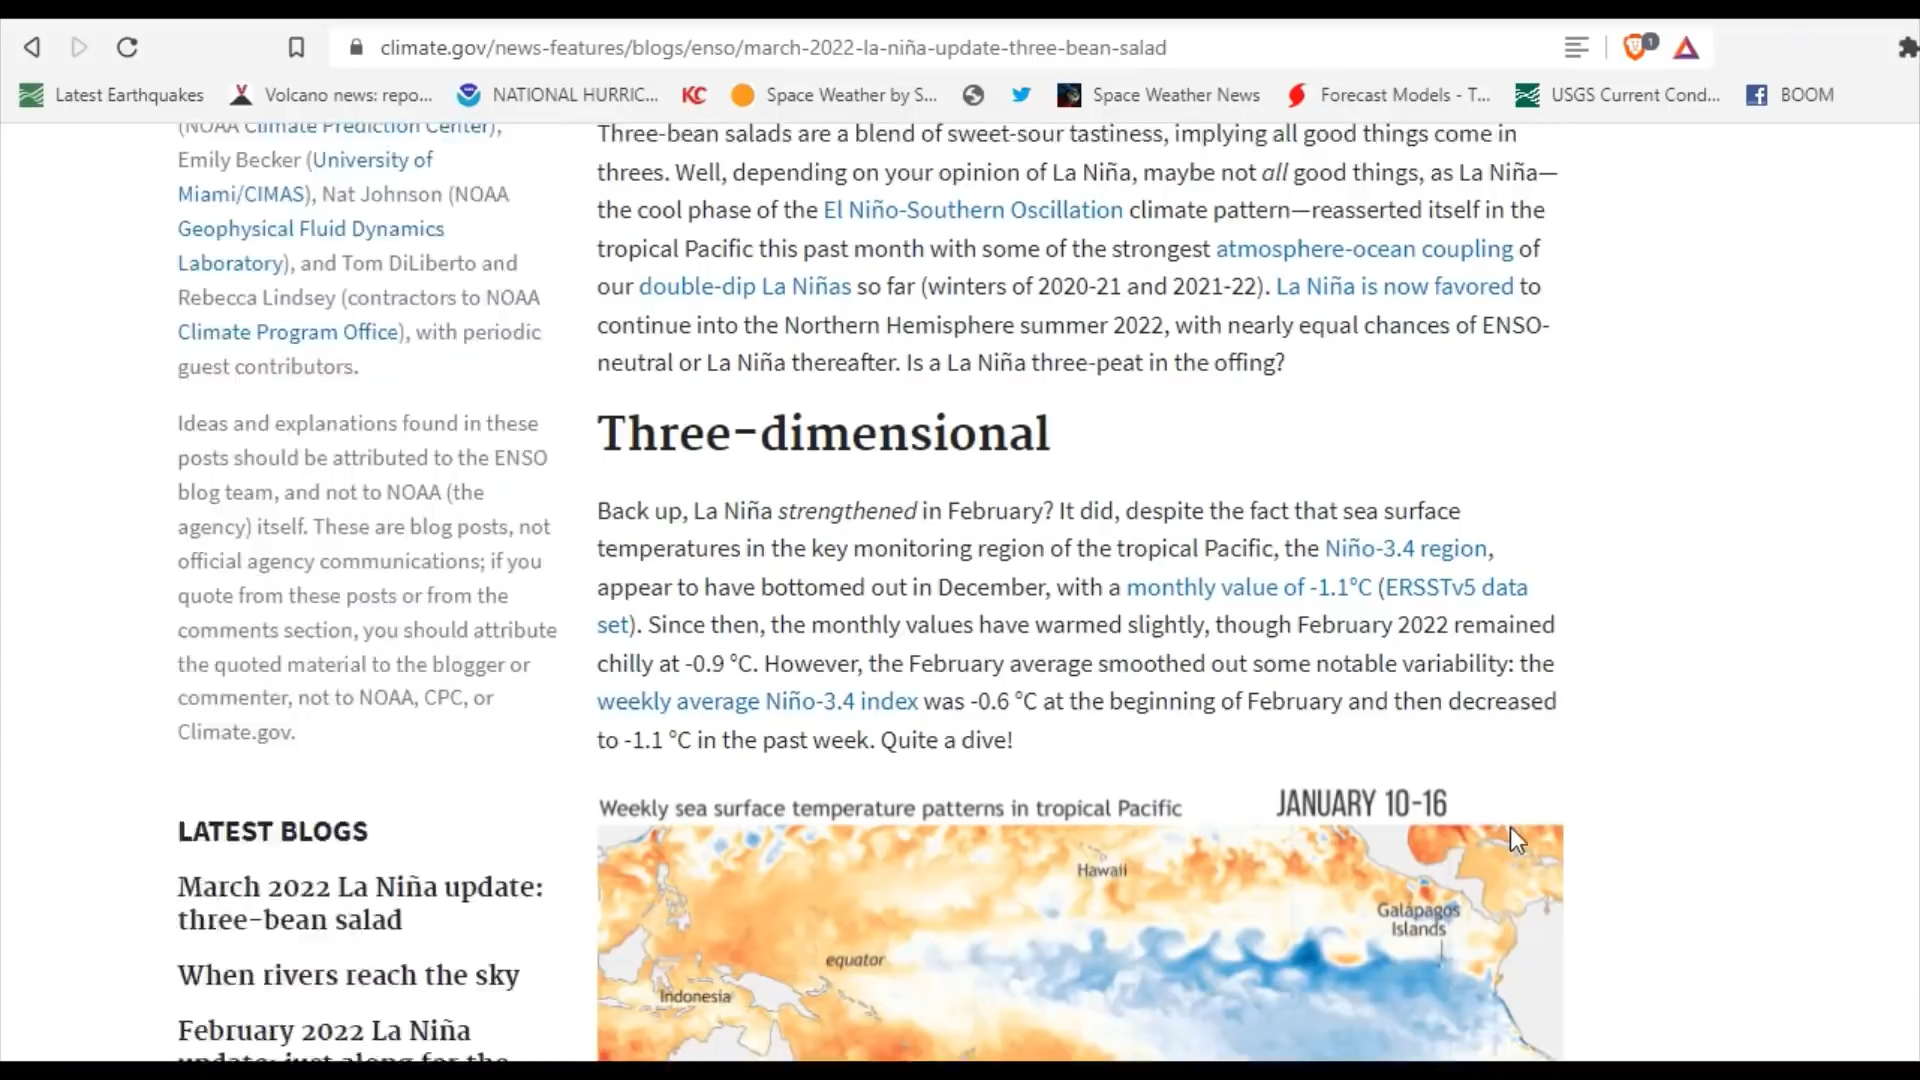 climate.gov/news-features/blogs/enso/march-2022-la-niña-update-three-bean-salad
1
Latest Earthquakes
Volcano news: repo...
NATIONAL HURRIC...
KC
Space Weather by S...
Space Weather News
Forecast Models - T...
USGS Current Cond...
BOOM
(NOAA Climate Prediction Center),
Emily Becker (University of
Miami/CIMAS), Nat Johnson (NOAA
Geophysical Fluid Dynamics
Laboratory), and Tom DiLiberto and
Rebecca Lindsey (contractors to NOAA
Climate Program Office), with periodic
guest contributors.
Ideas and explanations found in these
posts should be attributed to the ENSO
blog team, and not to NOAA (the
agency) itself. These are blog posts, not
official agency communications; if you
quote from these posts or from the
comments section, you should attribute
the quoted material to the blogger or
commenter, not to NOAA, CPC, or
Climate.gov.
LATEST BLOGS
March 2022 La Niña update:
three-bean salad
When rivers reach the sky
February 2022 La Niña
update: just along for the
Three-bean salads are a blend of sweet-sour tastiness, implying all good things come in
threes. Well, depending on your opinion of La Niña, maybe not all good things, as La Niña—
the cool phase of the El Niño-Southern Oscillation climate pattern—reasserted itself in the
tropical Pacific this past month with some of the strongest atmosphere-ocean coupling of
our double-dip La Niñas so far (winters of 2020-21 and 2021-22). La Niña is now favored to
continue into the Northern Hemisphere summer 2022, with nearly equal chances of ENSO-
neutral or La Niña thereafter. Is a La Niña three-peat in the offing?
Three-dimensional
Back up, La Niña strengthened in February? It did, despite the fact that sea surface
temperatures in the key monitoring region of the tropical Pacific, the Niño-3.4 region,
appear to have bottomed out in December, with a monthly value of -1.1°C (ERSSTv5 data
set). Since then, the monthly values have warmed slightly, though February 2022 remained
chilly at -0.9 °C. However, the February average smoothed out some notable variability: the
weekly average Niño-3.4 index was -0.6 °C at the beginning of February and then decreased
to -1.1 °C in the past week. Quite a dive!
Weekly sea surface temperature patterns in tropical Pacific
JANUARY 10-16
Hawaii
Galapagos
Islands
equator
Indonesia